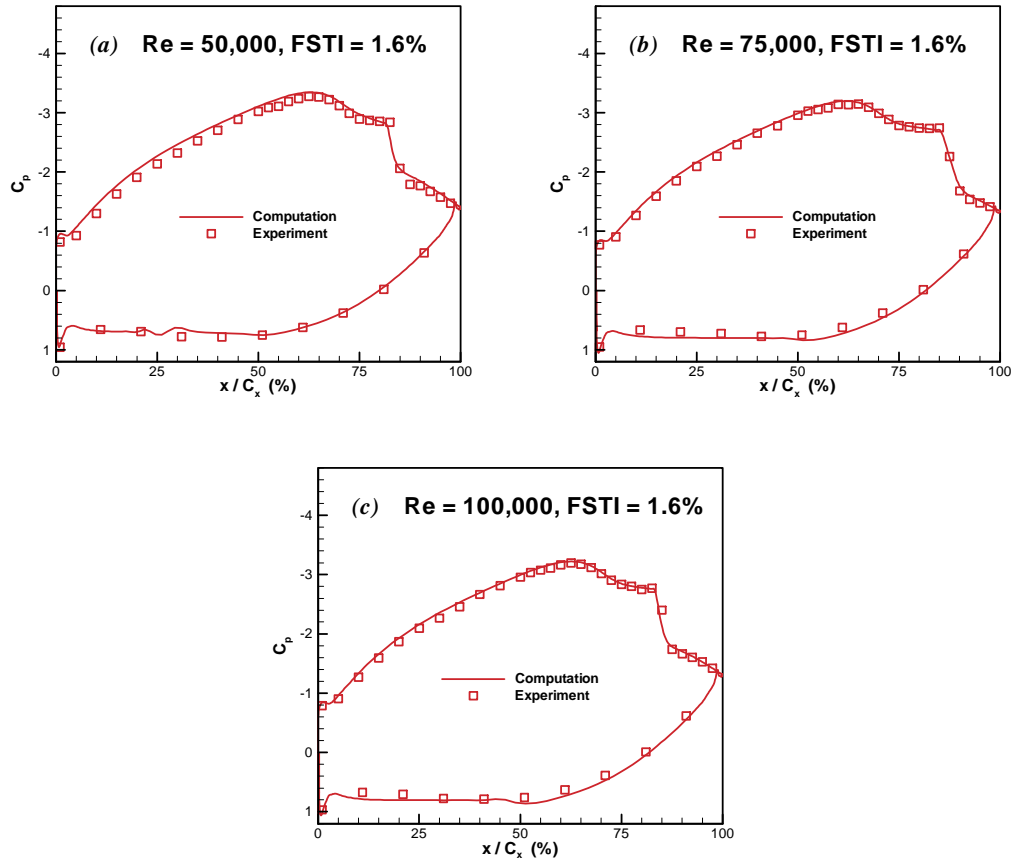 (a) Re = 50,000, FSTI = 1.6%
-4
-3
-2
-1
0
1
Cp
Computation
Experiment
0 25 50 75 100
x / Cx (%)
(b) Re = 75,000, FSTI = 1.6%
-4
-3
-2
-1
0
1
Cp
Computation
Experiment
0 25 50 75 100
x / Cx (%)
(c) Re = 100,000, FSTI = 1.6%
-4
-3
-2
-1
0
1
Cp
Computation
Experiment
0 25 50 75 100
x / Cx (%)